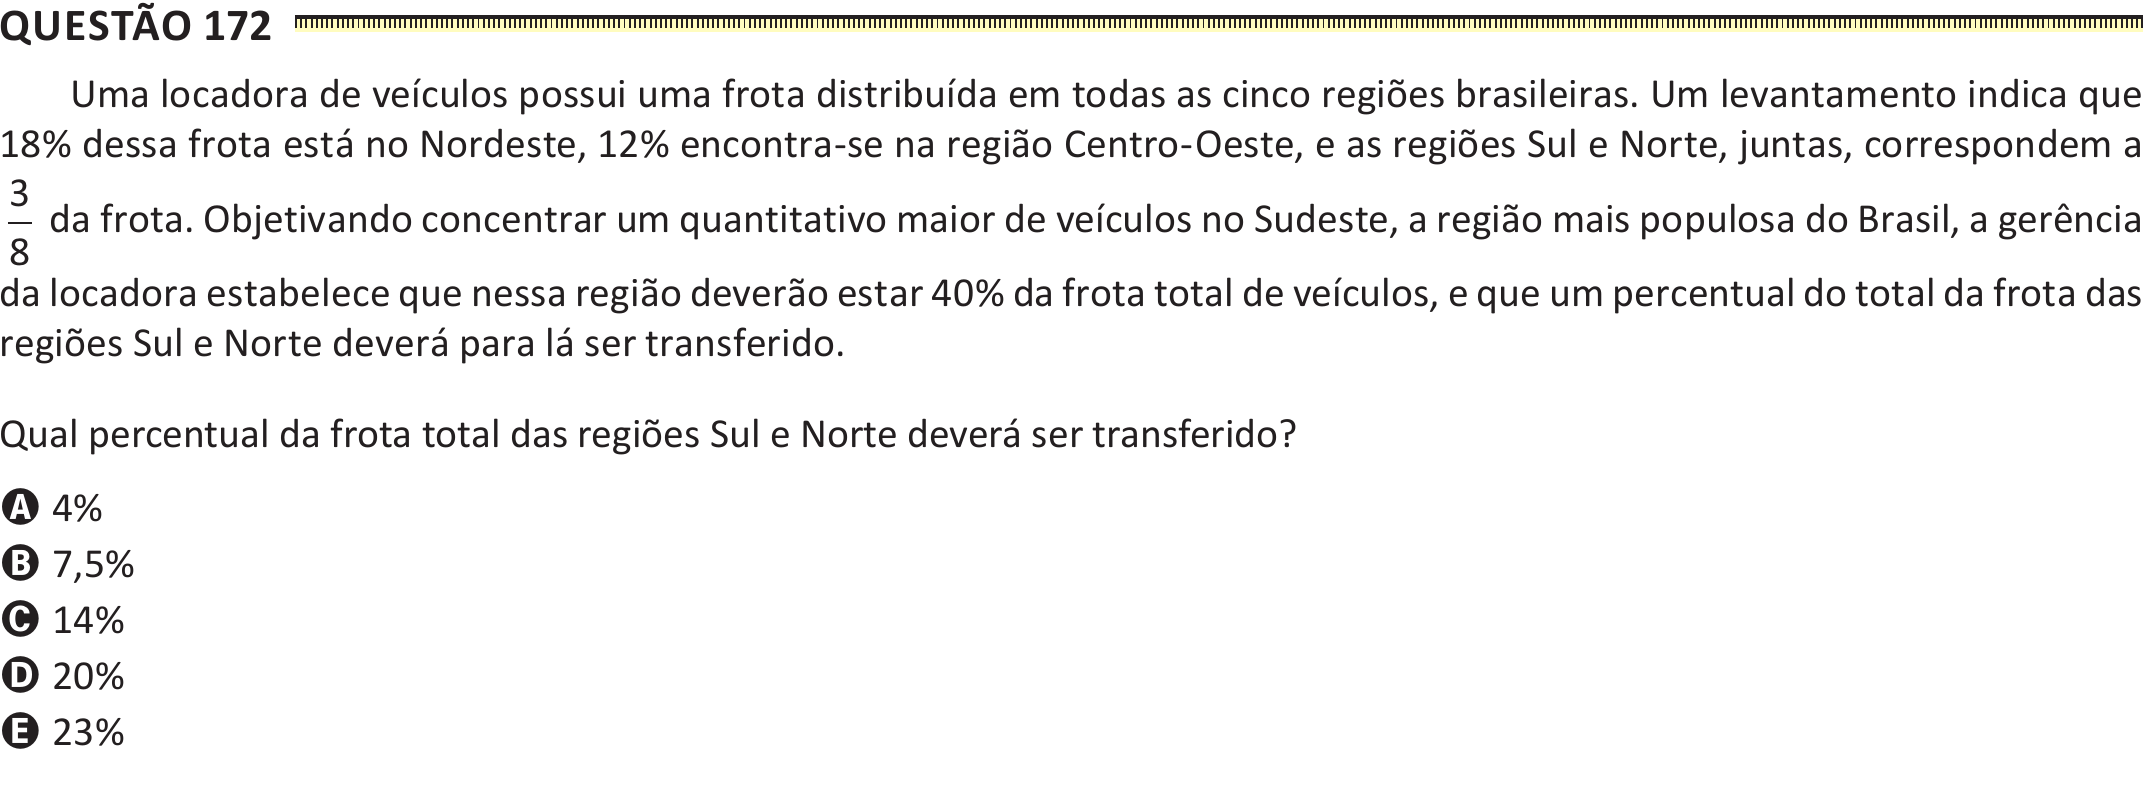 QUESTÃO 172
Uma locadora de veículos possui uma frota distribuída em todas as cinco regiões brasileiras. Um levantamento indica que
18% dessa frota está no Nordeste, 12% encontra-se na região Centro-Oeste, e as regiões Sul e Norte, juntas, correspondem a
3/8 da frota. Objetivando concentrar um quantitativo maior de veículos no Sudeste, a região mais populosa do Brasil, a gerência
da locadora estabelece que nessa região deverão estar 40% da frota total de veículos, e que um percentual do total da frota das
regiões Sul e Norte deverá para lá ser transferido.
Qual percentual da frota total das regiões Sul e Norte deverá ser transferido?
A 4%
B 7,5%
C 14%
D 20%
E 23%